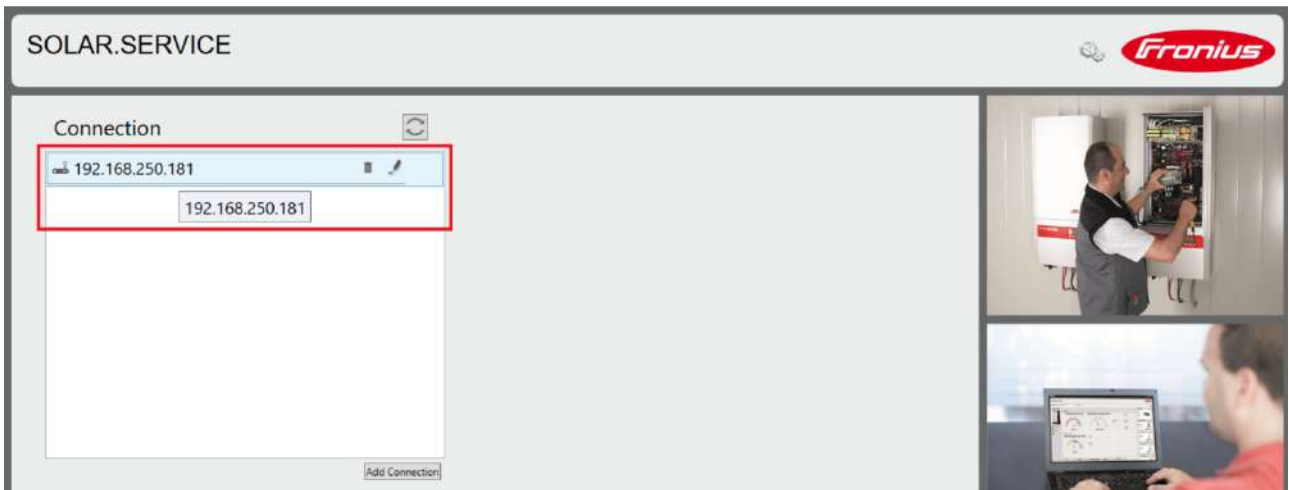 SOLAR.SERVICE
Fronius
Connection
192.168.250.181
192.168.250.181
Add Connection